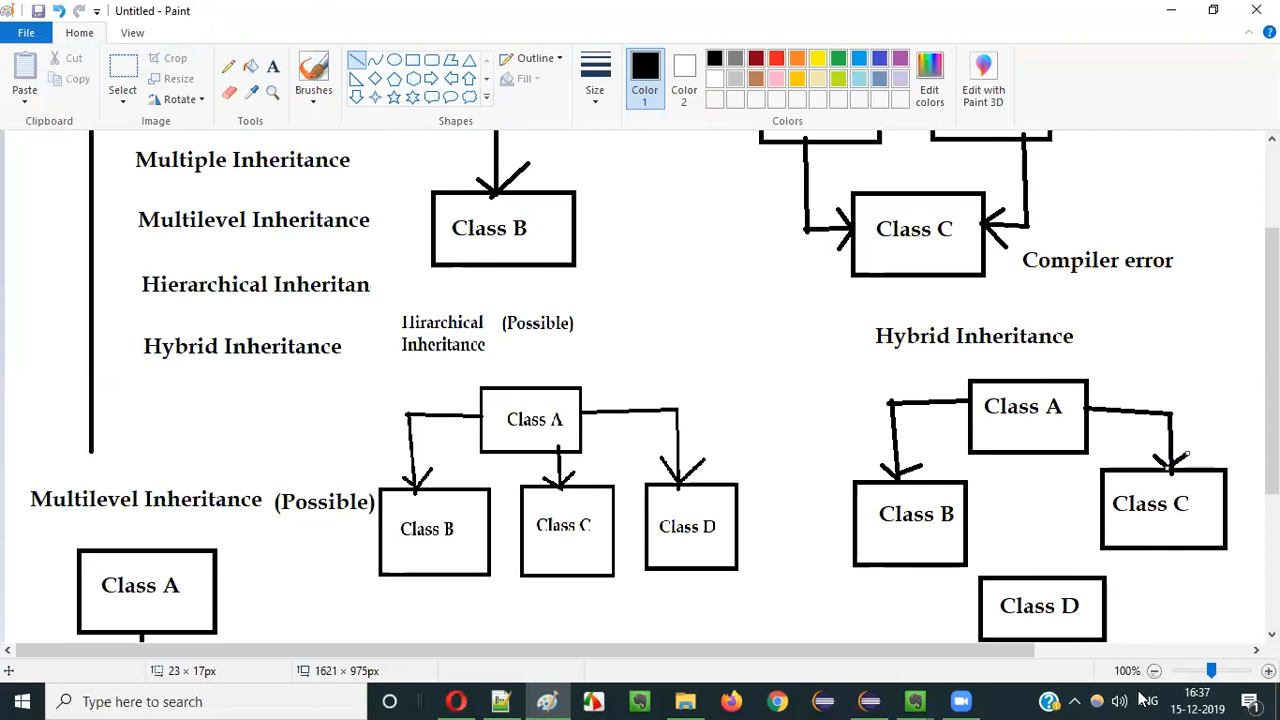 Untitled - Paint
File
Home
View
Paste
Cut
Copy
Clipboard
Select
Crop
Resize
Rotate
Image
A
Tools
Brushes
Outline
Fill
Shapes
Size
Color 1
Color 2
Colors
Edit colors
Edit with Paint 3D
Multiple Inheritance
Multilevel Inheritance
Hierarchical Inheritan
Hybrid Inheritance
Class B
Class C
Compiler error
Hirarchical (Possible)
Inheritance
Class A
Class B
Class C
Class D
Hybrid Inheritance
Class A
Class B
Class C
Class D
Multilevel Inheritance (Possible)
Class A
23 × 17px
1621 × 975px
100%
Type here to search
16:37
15-12-2019